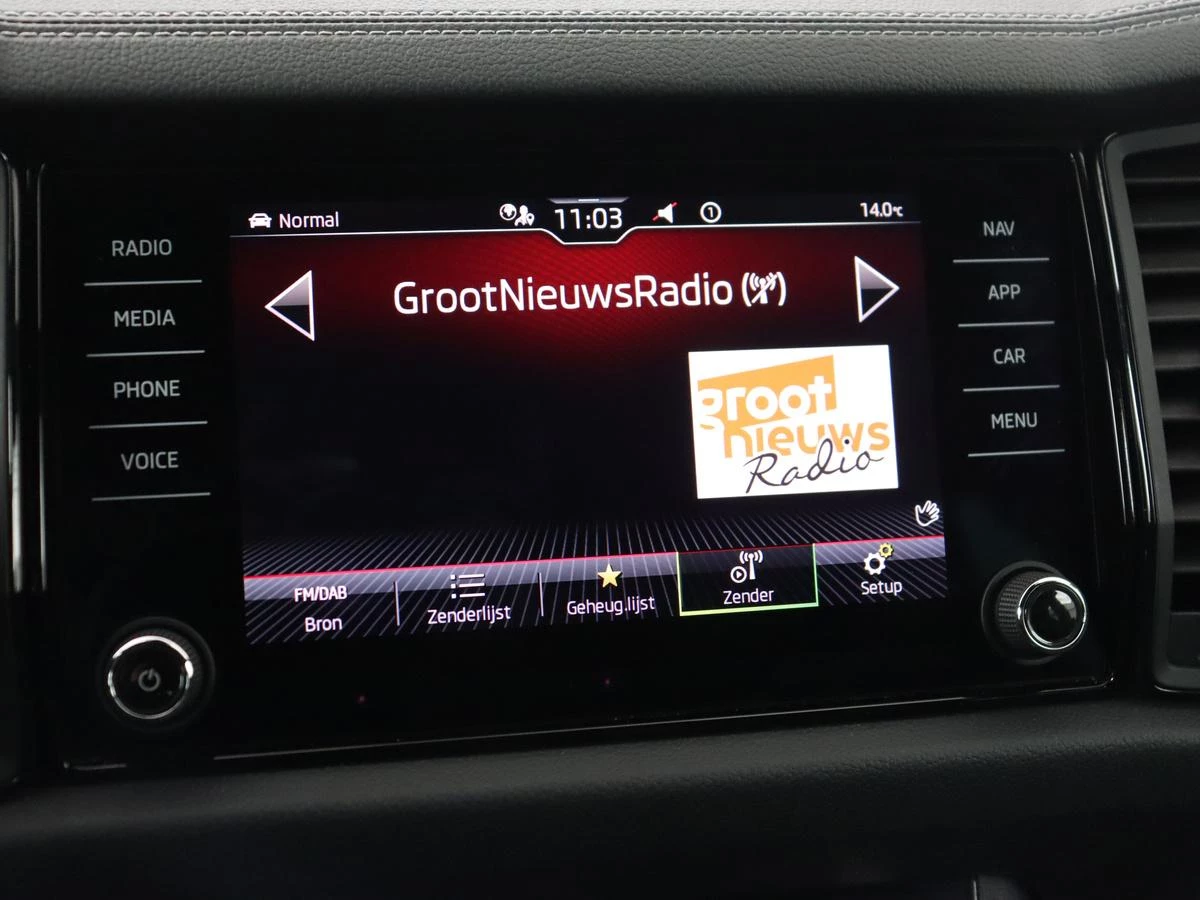 Normal
11:03
1
14.0°C
RADIO
MEDIA
PHONE
VOICE
GrootNieuwsRadio
groot
nieuws
Radio
NAV
APP
CAR
MENU
FM/DAB
Bron
Zenderlijst
Geheug.lijst
Zender
Setup